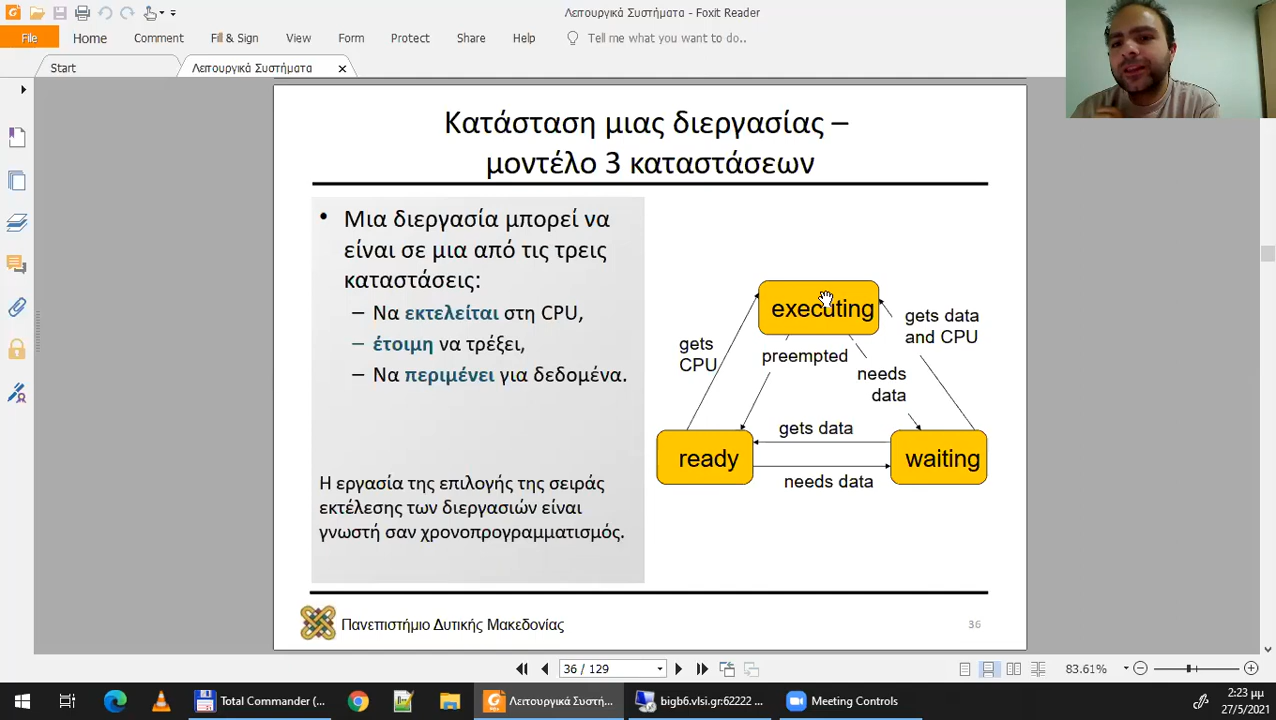 Λειτουργικά Συστήματα - Foxit Reader
File Home Comment Fill & Sign View Form Protect Share Help Tell me what you want to do..
Start Λειτουργικά Συστήματα
Κατάσταση μιας διεργασίας –
μοντέλο 3 καταστάσεων
• Μια διεργασία μπορεί να
είναι σε μια από τις τρεις
καταστάσεις:
– Να εκτελείται στη CPU,
– έτοιμη να τρέξει,
– Να περιμένει για δεδομένα.
Η εργασία της επιλογής της σειράς
εκτέλεσης των διεργασιών είναι
γνωστή σαν χρονοπρογραμματισμός.
executing
gets data
and CPU
gets
CPU
preempted
needs
data
gets data
ready
waiting
needs data
Πανεπιστήμιο Δυτικής Μακεδονίας
36
36 / 129
83.61%
Total Commander (...
Λειτουργικά Συστή...
bigb6.vlsi.gr:62222 ...
Meeting Controls
2:23 μμ
27/5/2021